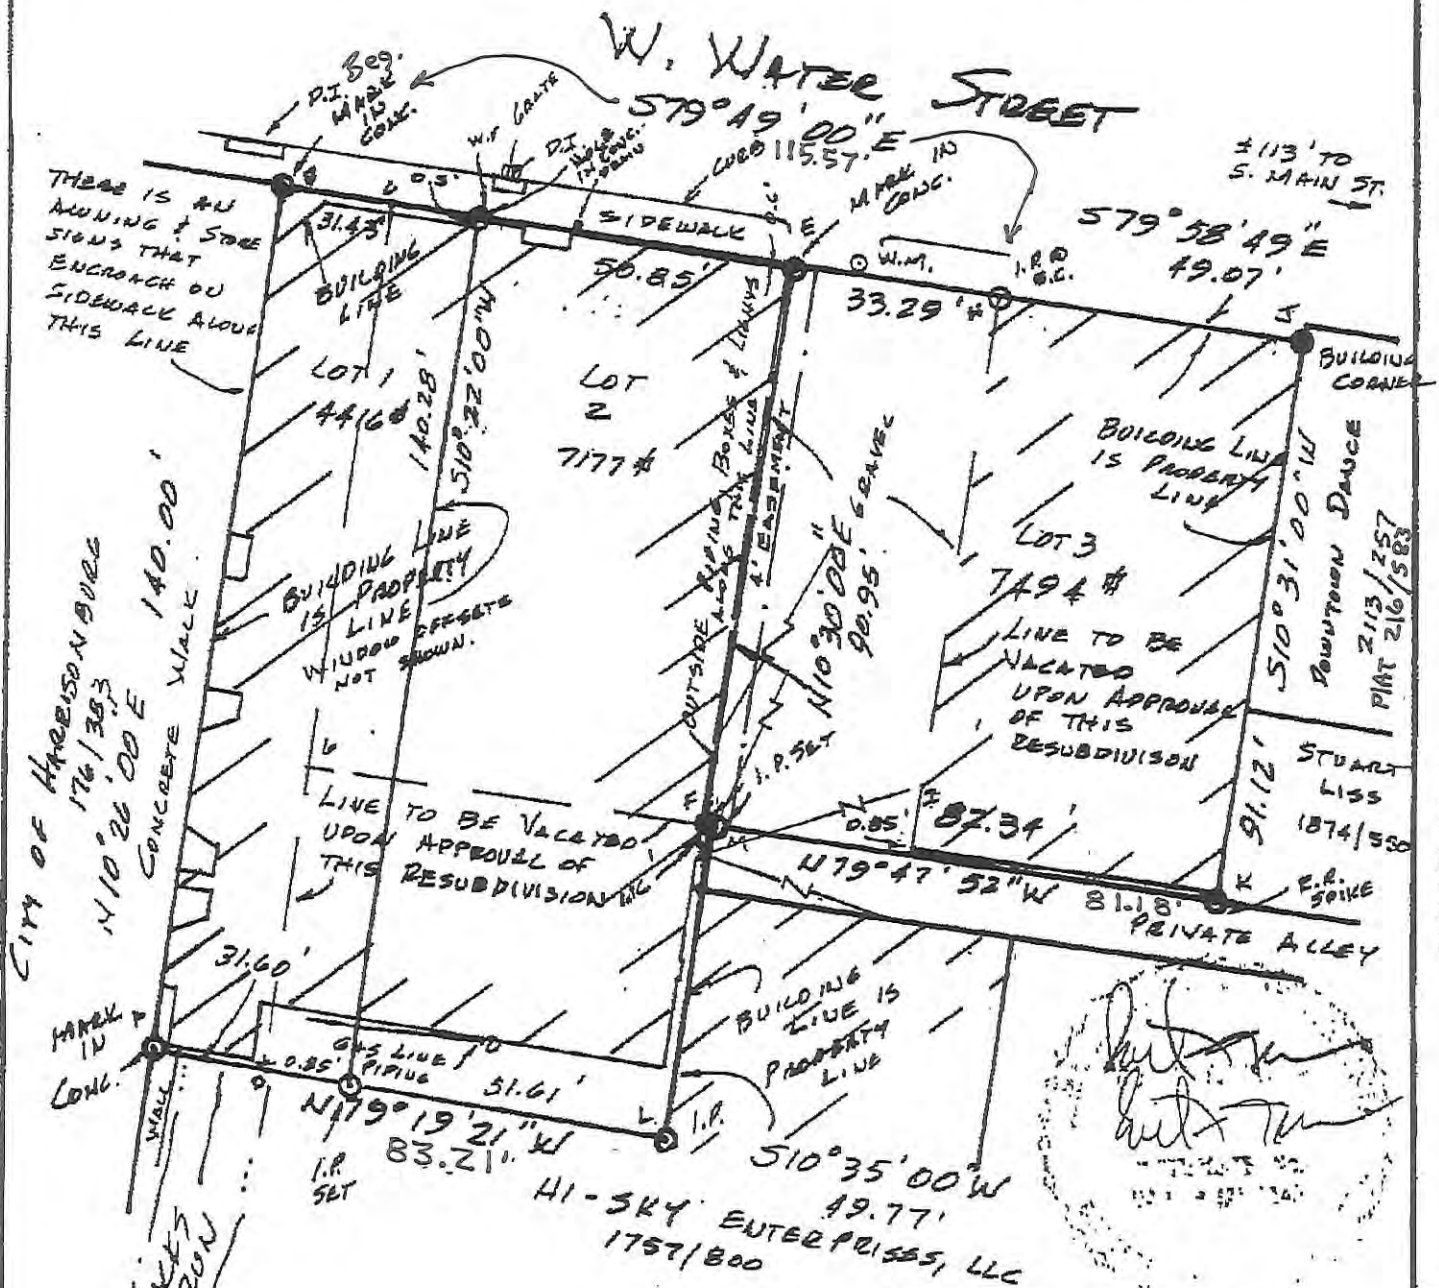 W. WATER STREET
S79°49'00"E
CURB 115.57'
D.I.
Beg.
MARK
IN
CONC.
W.F
GRATE
D.I.
HOLE
IN CONC.
MARK IN
CONC.
±113' TO
S. MAIN ST.
S79°58'49"E
49.07'
THERE IS AN
AWNING & STORE
SIGNS THAT
ENCROACH ON
SIDEWALK ALONG
THIS LINE
0.5'
31.43'
BUILDING
LINE
SIDEWALK
50.85'
E
W.M.
33.29'
H
BUILDING
CORNER
LOT 1
4416#
140.28'
S10°22'00"W
LOT
2
7177#
OUTSIDE PIPING BOXES & LIGHTS
ALONG THIS LINE
4' EASEMENT
GRAVEL
N10°30'08"E
90.95'
BUILDING LINE
IS PROPERTY
LINE
LOT 3
7494#
LINE TO BE
VACATED
UPON APPROVAL
OF THIS
RESUBDIVISON
S10°31'00"W
91.12'
DOWNTOWN DANCE
2113/257
PLAT 216/583
STUART
LISS
1874/550
BUILDING LINE
IS PROPERTY
LINE
WINDOW OFFSETS
NOT SHOWN.
CITY OF HARRISONBURG
176/383
N10°26'00"E
140.00'
CONCRETE WALK
I.P. SET
LINE TO BE VACATED
UPON APPROVAL OF
THIS RESUBDIVISION
F
0.85'
82.34'
N79°47'52"W
81.18'
K
R.R.
SPIKE
PRIVATE ALLEY
31.60'
MARK
IN
CONC.
P
WALL
0.85'
GAS LINE
PIPING
51.61'
N79°19'21"W
83.21'
I.P.
SET
L
I.P.
BUILDING
LINE IS
PROPERTY
LINE
S10°35'00"W
49.77'
HI-SKY ENTERPRISES, LLC
1757/800